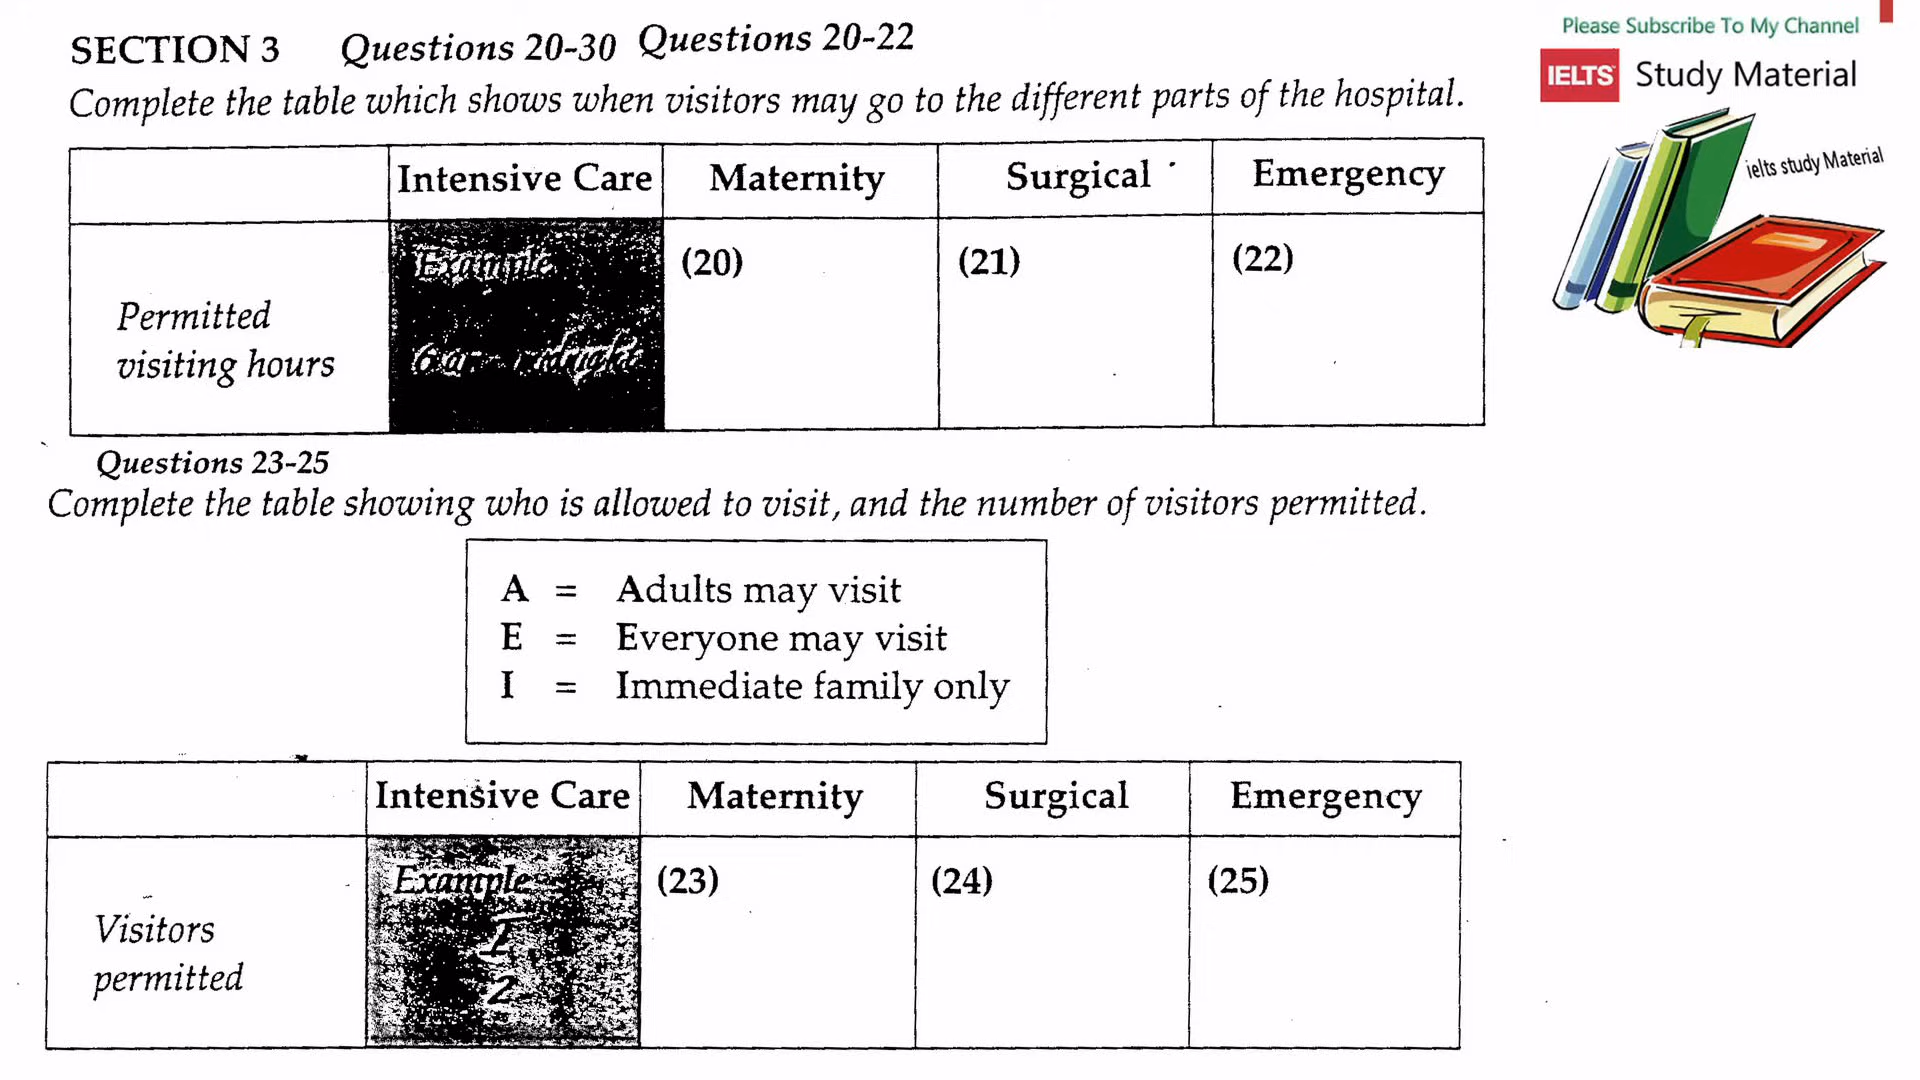 SECTION 3 Questions 20-30 Questions 20-22
Complete the table which shows when visitors may go to the different parts of the hospital.
Intensive Care Maternity Surgical Emergency
Example (20) (21) (22)
Permitted
visiting hours
6am midnight
Questions 23-25
Complete the table showing who is allowed to visit, and the number of visitors permitted.
A = Adults may visit
E = Everyone may visit
I = Immediate family only
Intensive Care Maternity Surgical Emergency
Example (23) (24) (25)
I
2
Visitors
permitted
Please Subscribe To My Channel
IELTS Study Material
ielts study Material